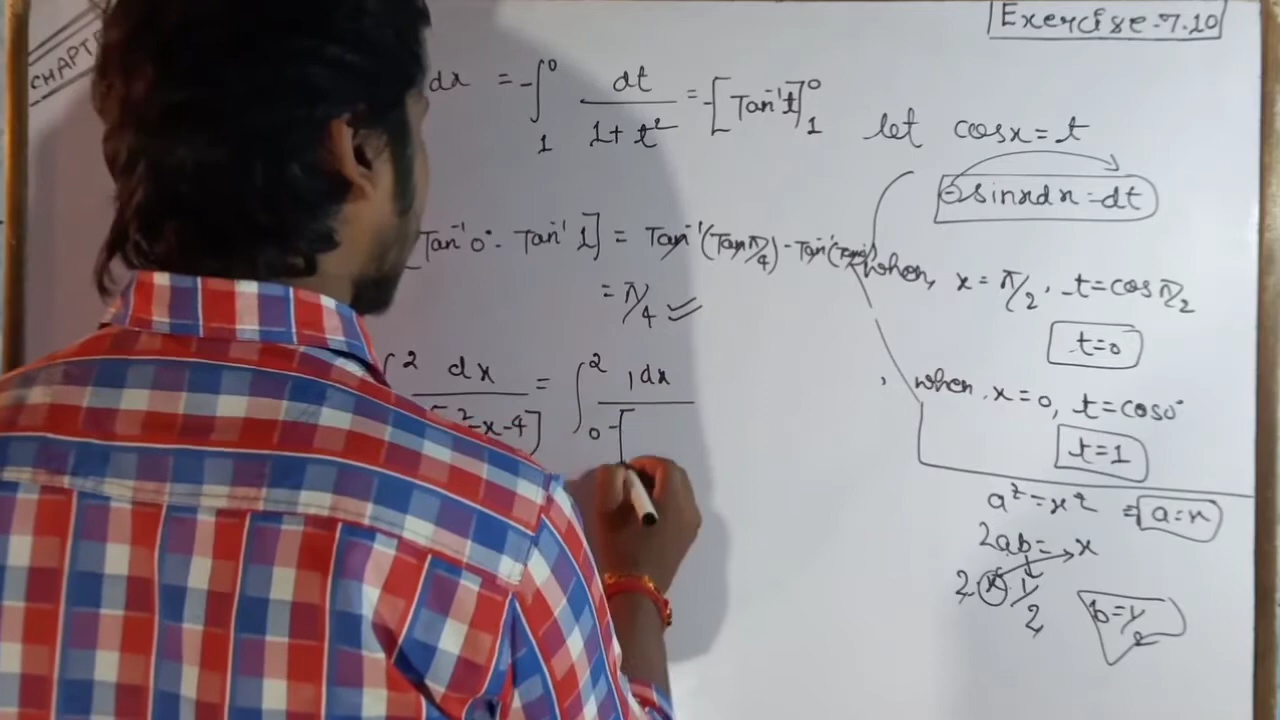 Exercise-7.10
CHAPTE
dx = -∫₁⁰ dt / 1+t² = -[Tan⁻¹t]₁⁰
let cosx = t
-sinxdx = dt
[Tan⁻¹0° - Tan⁻¹1] = Tan⁻¹(Tanπ/4) - Tan⁻¹(
= π/4
when, x = π/2, t = cosπ/2
t=0
when x=0, t=cos0°
t=1
∫² dx / [x²-x-4] = ∫₀² 1dx / -[
a² = x² ⇒ a=x
2ab = x
2.x.1/2
b=1/2